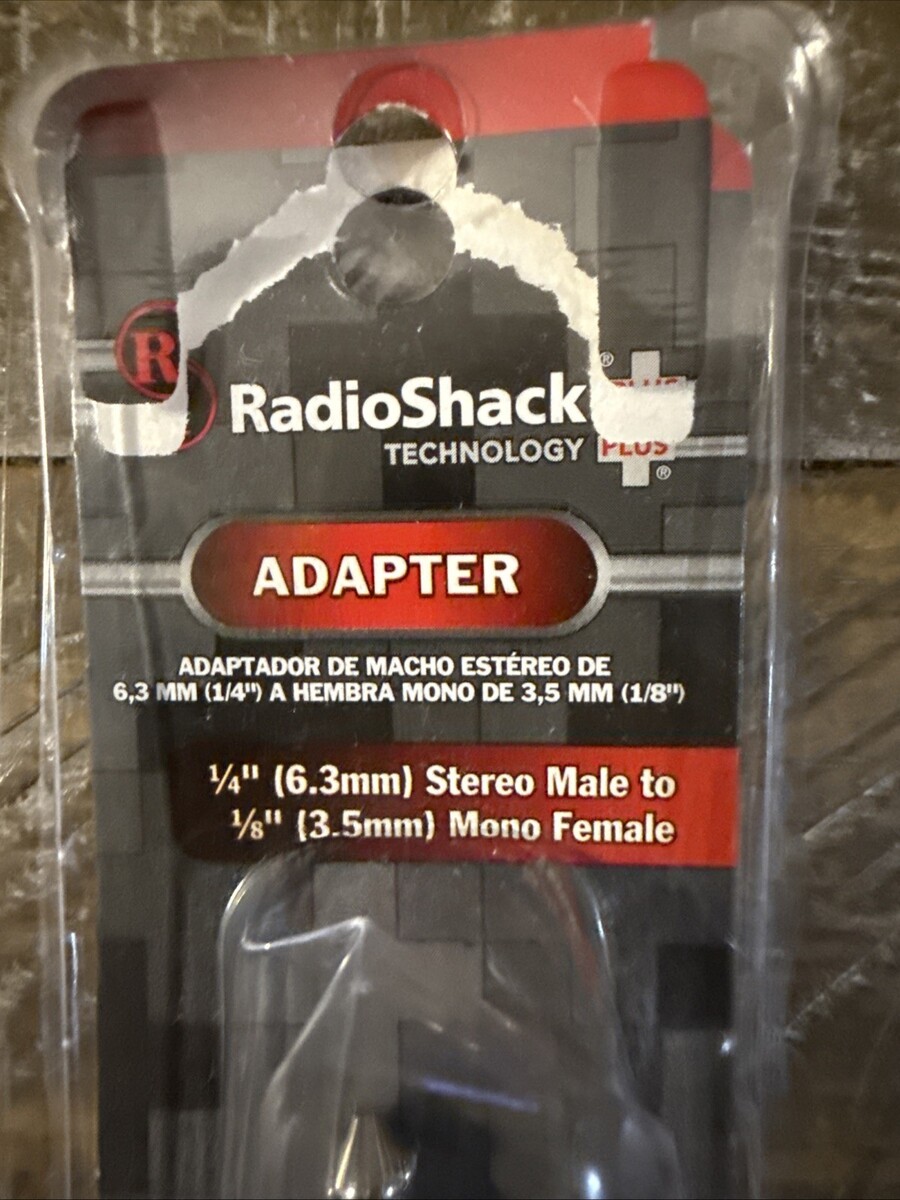 R
RadioShack®
TECHNOLOGY PLUS®
ADAPTER
ADAPTADOR DE MACHO ESTÉREO DE
6,3 MM (1/4") A HEMBRA MONO DE 3,5 MM (1/8")
¼" (6.3mm) Stereo Male to
⅛" (3.5mm) Mono Female